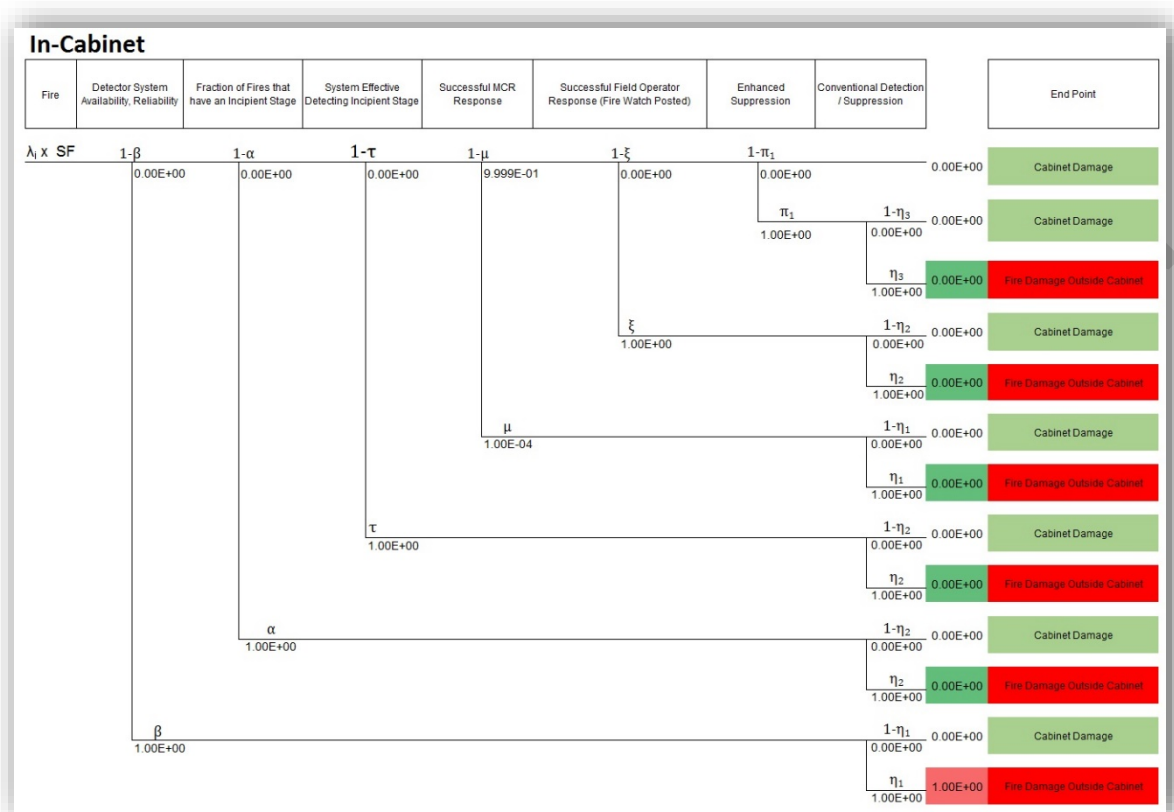 In-Cabinet
Fire
Detector System
Availability, Reliability
Fraction of Fires that
have an Incipient Stage
System Effective
Detecting Incipient Stage
Successful MCR
Response
Successful Field Operator
Response (Fire Watch Posted)
Enhanced
Suppression
Conventional Detection
/ Suppression
End Point
λi x SF 1-β 1-α 1-τ 1-μ 1-ξ 1-π1
0.00E+00 0.00E+00 0.00E+00 9.999E-01 0.00E+00 0.00E+00 0.00E+00 Cabinet Damage
π1 1-η3
1.00E+00 0.00E+00 0.00E+00 Cabinet Damage
η3
1.00E+00 0.00E+00 Fire Damage Outside Cabinet
ξ 1-η2
1.00E+00 0.00E+00 0.00E+00 Cabinet Damage
η2
1.00E+00 0.00E+00 Fire Damage Outside Cabinet
μ 1-η1
1.00E-04 0.00E+00 0.00E+00 Cabinet Damage
η1
1.00E+00 0.00E+00 Fire Damage Outside Cabinet
τ 1-η2
1.00E+00 0.00E+00 0.00E+00 Cabinet Damage
η2
1.00E+00 0.00E+00 Fire Damage Outside Cabinet
α 1-η2
1.00E+00 0.00E+00 0.00E+00 Cabinet Damage
η2
1.00E+00 0.00E+00 Fire Damage Outside Cabinet
β 1-η1
1.00E+00 0.00E+00 0.00E+00 Cabinet Damage
η1
1.00E+00 1.00E+00 Fire Damage Outside Cabinet